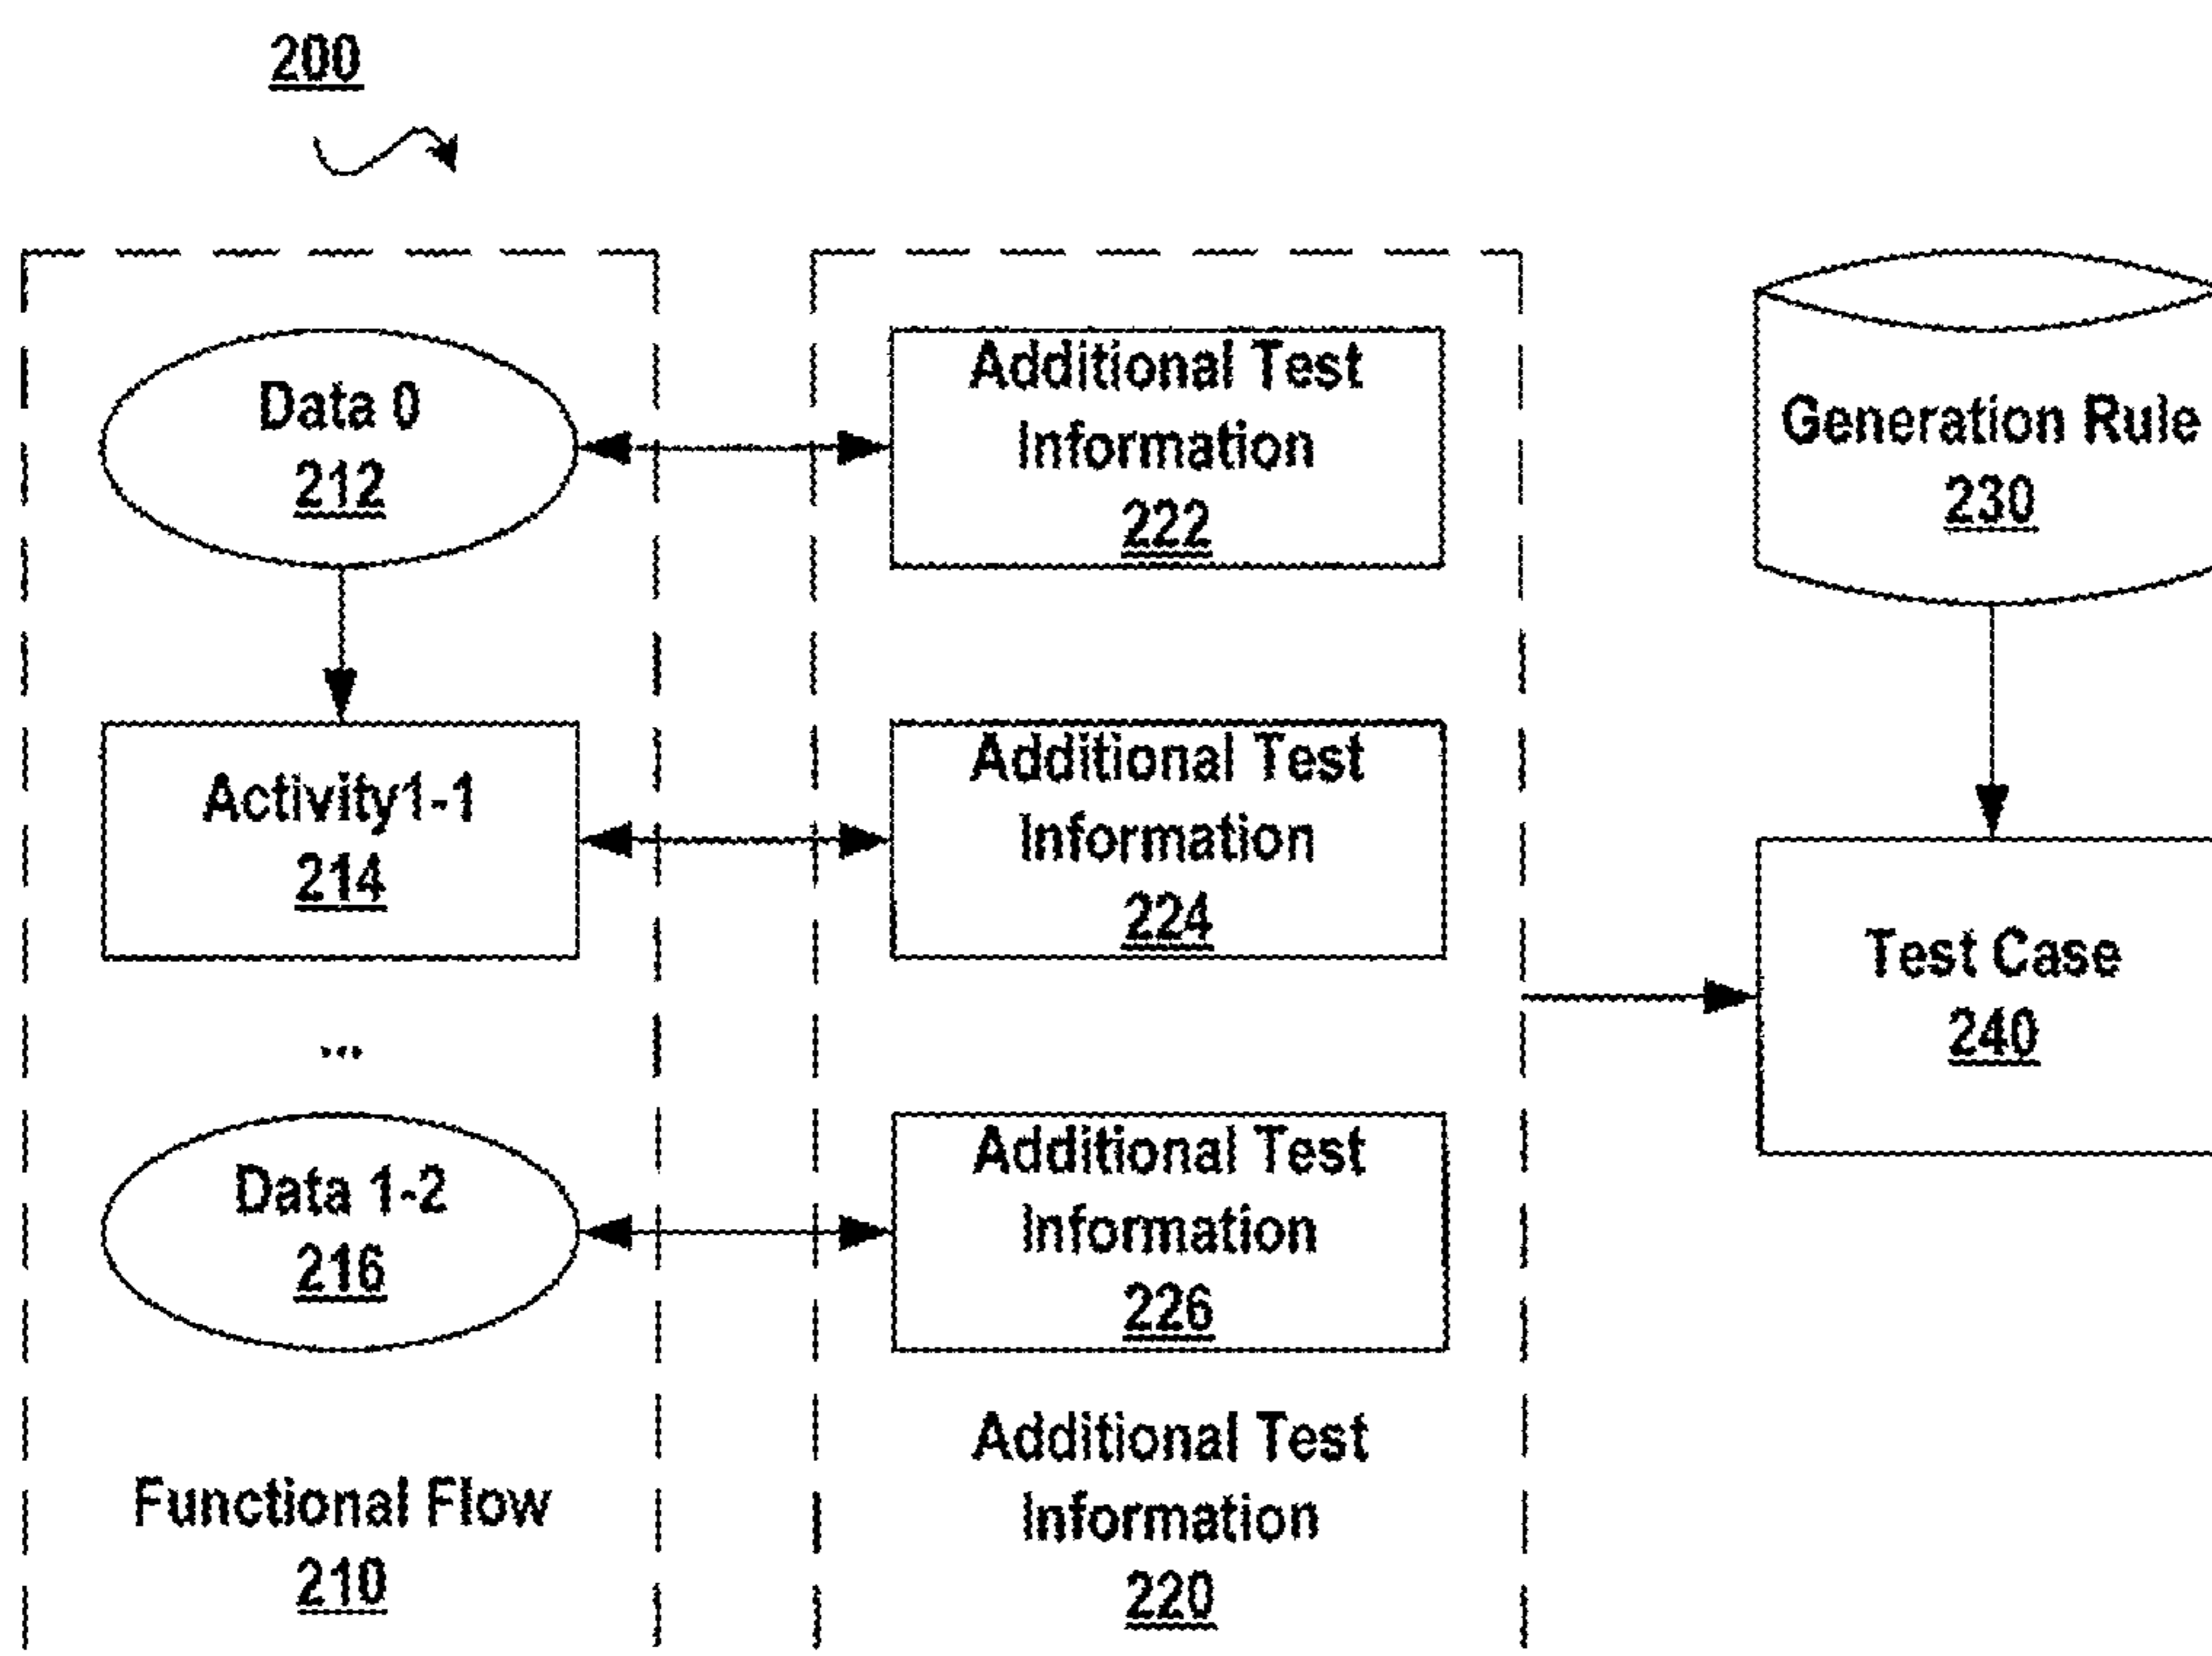 200
Data 0
212
Activity1-1
214
...
Data 1-2
216
Functional Flow
210
Additional Test
Information
222
Additional Test
Information
224
Additional Test
Information
226
Additional Test
Information
220
Generation Rule
230
Test Case
240